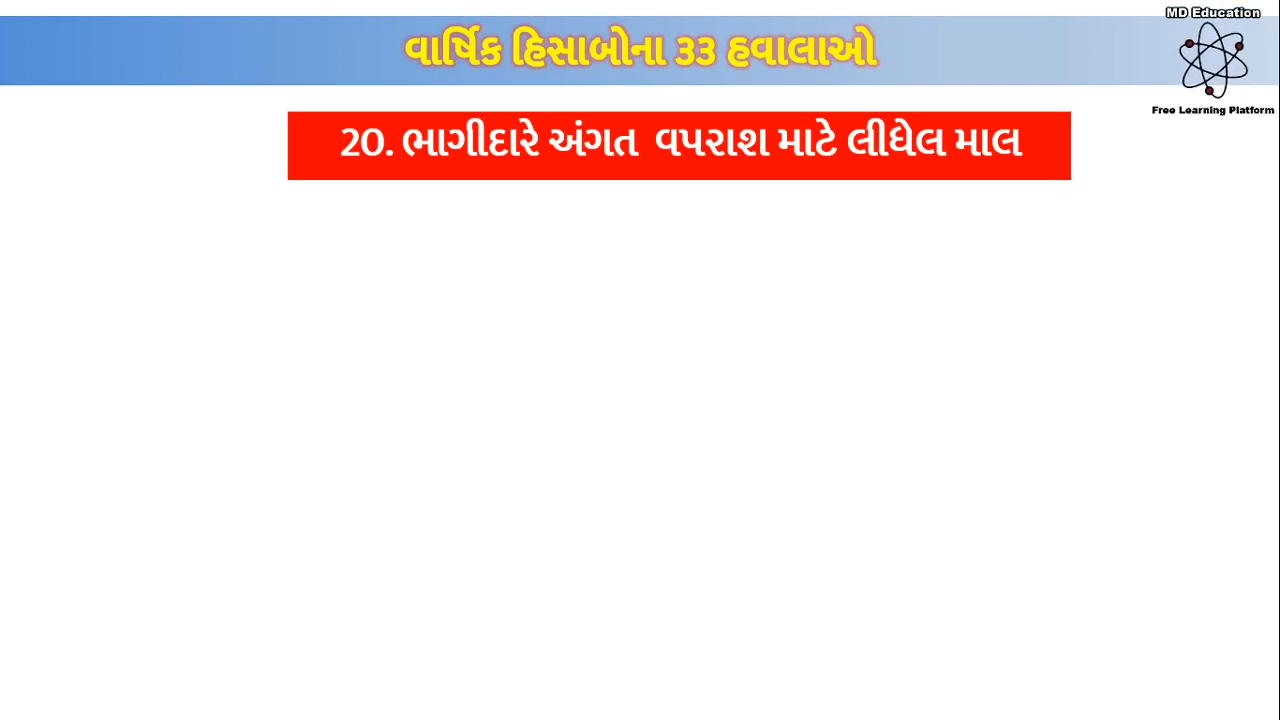 MD Education
વાર્ષિક હિસાબોના ૩૩ હવાલાઓ
Free Learning Platform
20. ભાગીદારે અંગત વપરાશ માટે લીધેલ માલ